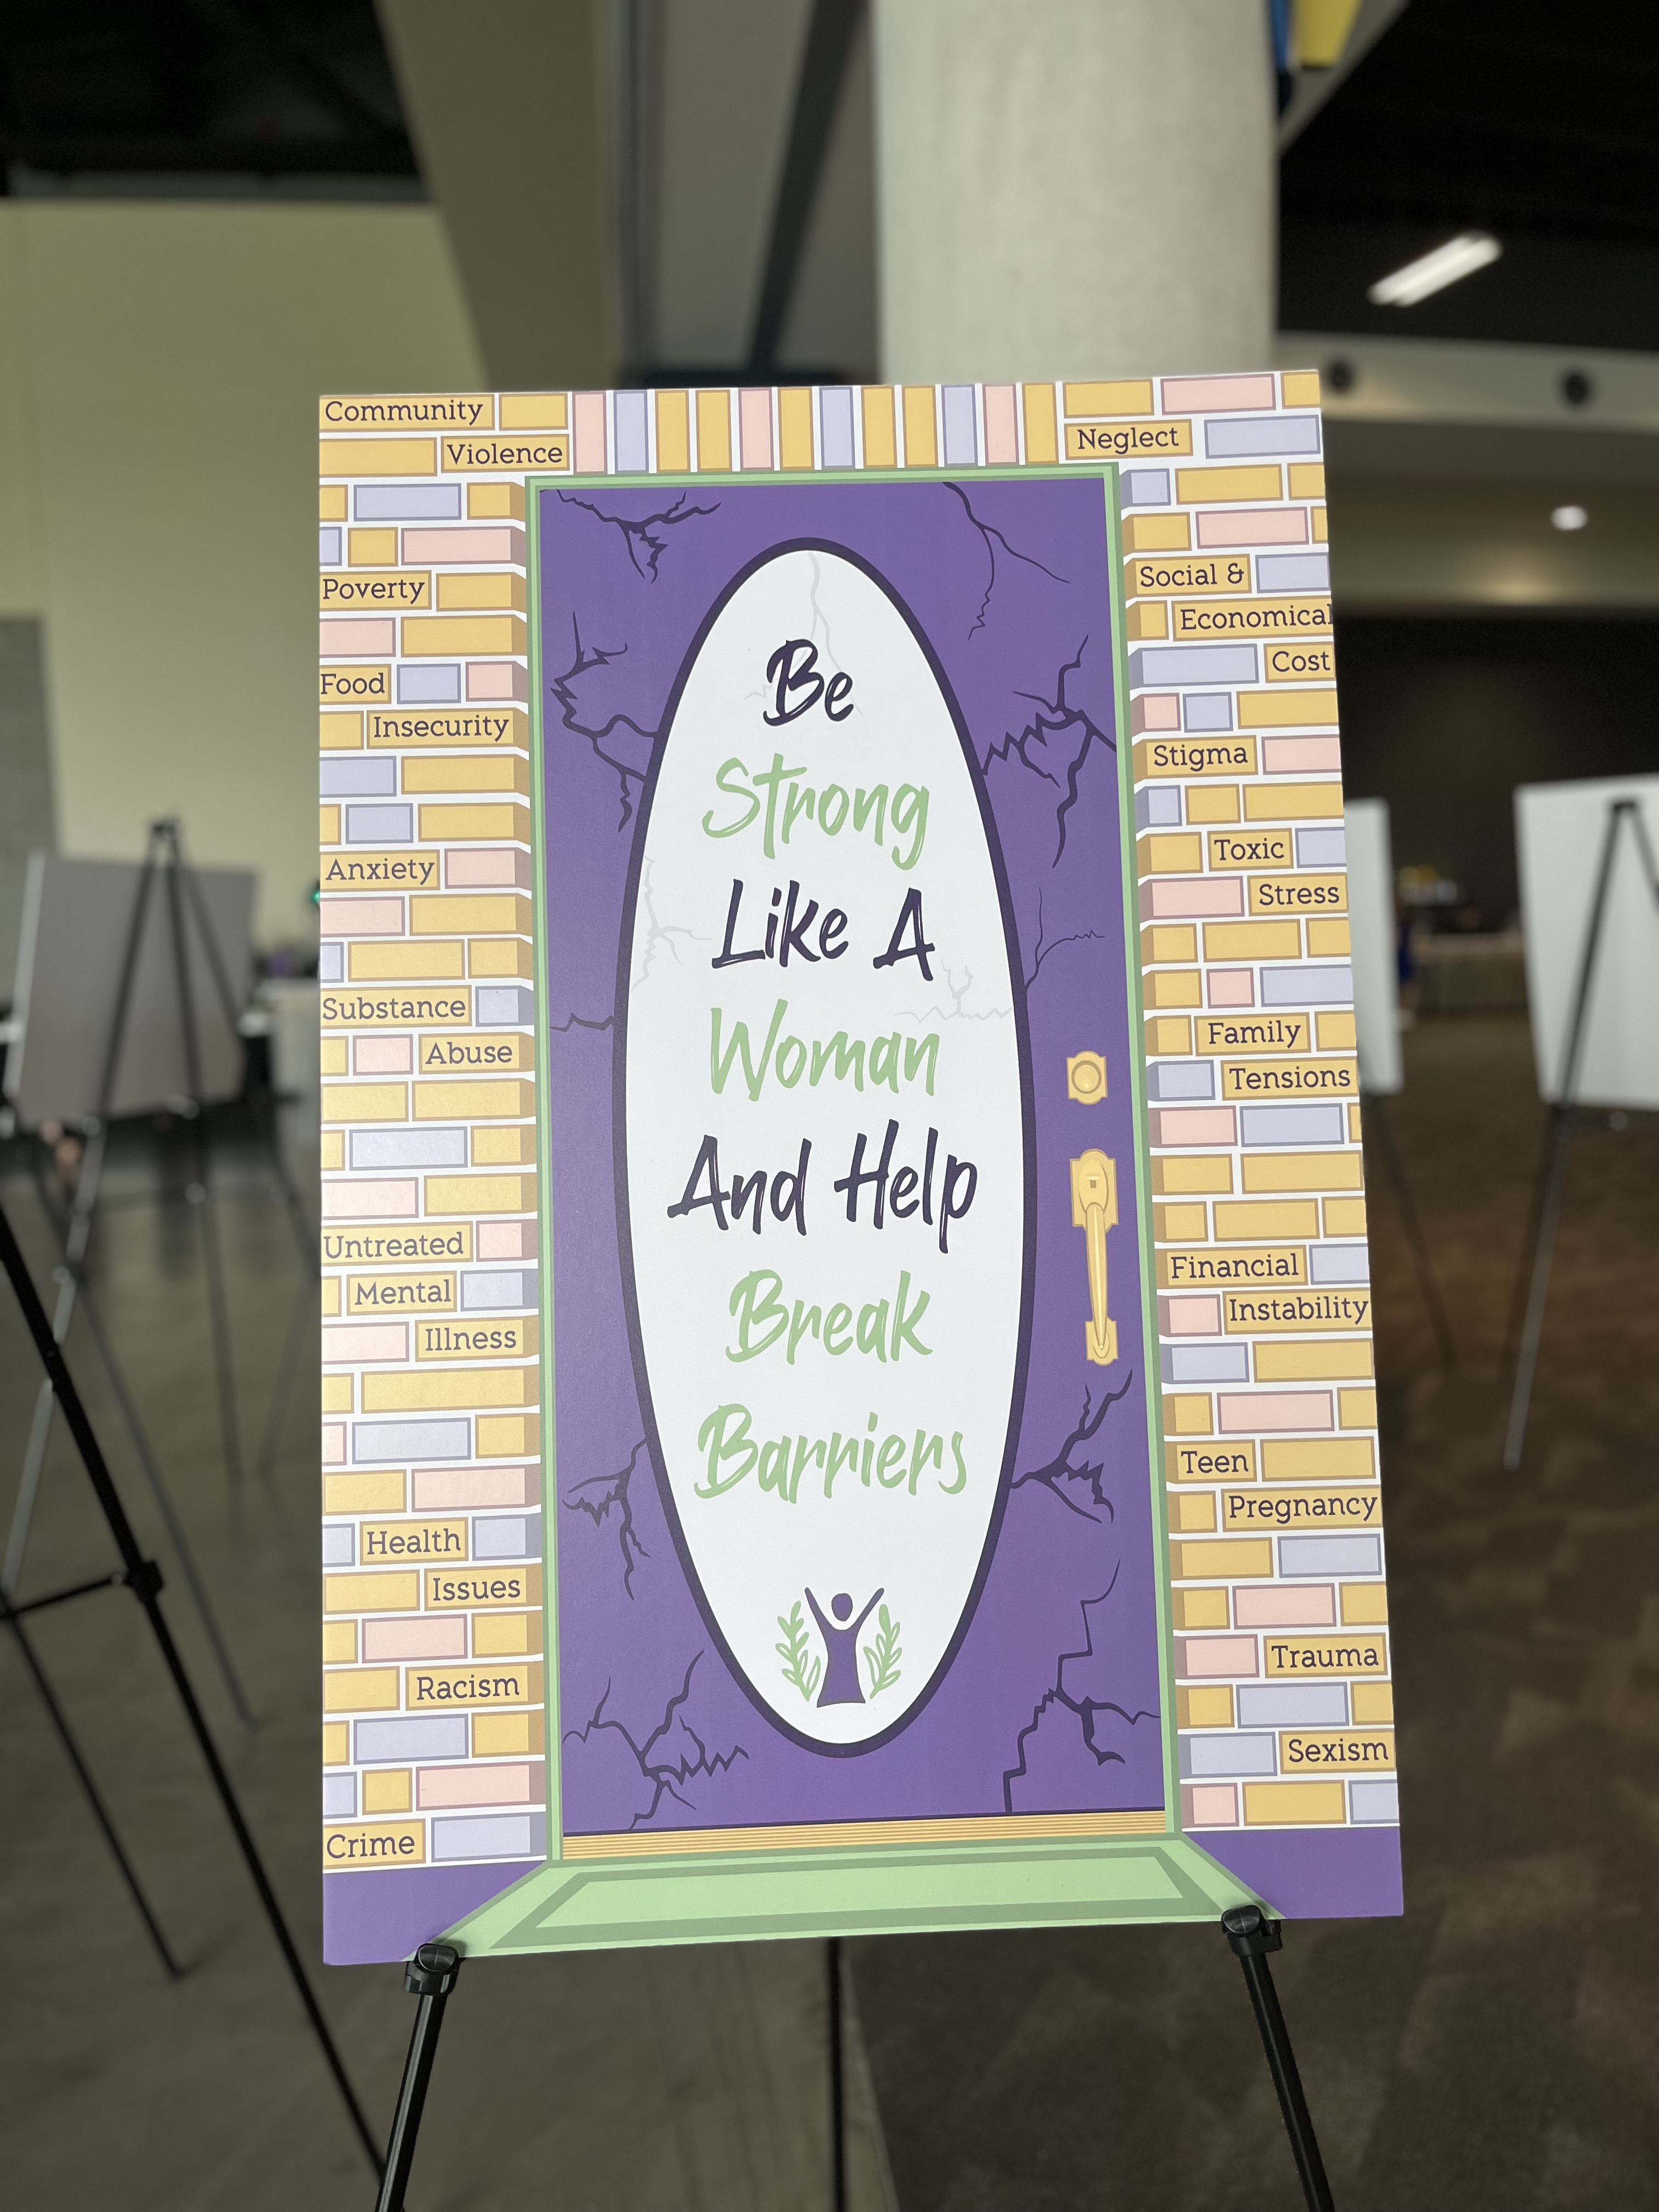 Community
Violence
Poverty
Food
Insecurity
Anxiety
Substance
Abuse
Untreated
Mental
Illness
Health
Issues
Racism
Crime
Be
Strong
Like A
Woman
And Help
Break
Barriers
Neglect
Social &
Economical
Cost
Stigma
Toxic
Stress
Family
Tensions
Financial
Instability
Teen
Pregnancy
Trauma
Sexism